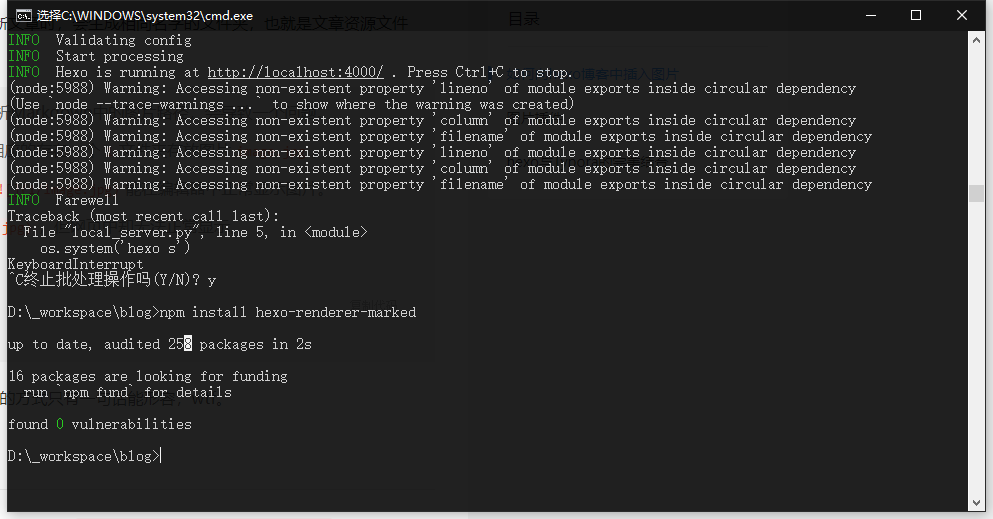 选择C:\WINDOWS\system32\cmd.exe
INFO  Validating config
INFO  Start processing
INFO  Hexo is running at http://localhost:4000/ . Press Ctrl+C to stop.
(node:5988) Warning: Accessing non-existent property 'lineno' of module exports inside circular dependency
(Use `node --trace-warnings ...` to show where the warning was created)
(node:5988) Warning: Accessing non-existent property 'column' of module exports inside circular dependency
(node:5988) Warning: Accessing non-existent property 'filename' of module exports inside circular dependency
(node:5988) Warning: Accessing non-existent property 'lineno' of module exports inside circular dependency
(node:5988) Warning: Accessing non-existent property 'column' of module exports inside circular dependency
(node:5988) Warning: Accessing non-existent property 'filename' of module exports inside circular dependency
INFO  Farewell
Traceback (most recent call last):
  File "local_server.py", line 5, in <module>
    os.system('hexo s')
KeyboardInterrupt
^C终止批处理操作吗(Y/N)? y
D:\_workspace\blog>npm install hexo-renderer-marked
up to date, audited 258 packages in 2s
16 packages are looking for funding
  run `npm fund` for details
found 0 vulnerabilities
D:\_workspace\blog>
目录